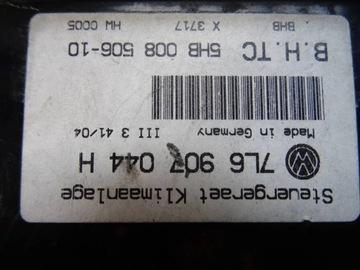 Steuergeraet Klimaanlage
7L6 907 044 H
III 3 41/04
Made in Germany
B.H.TC 5HB 008 506-10
. BHB X 3717 HW 0005